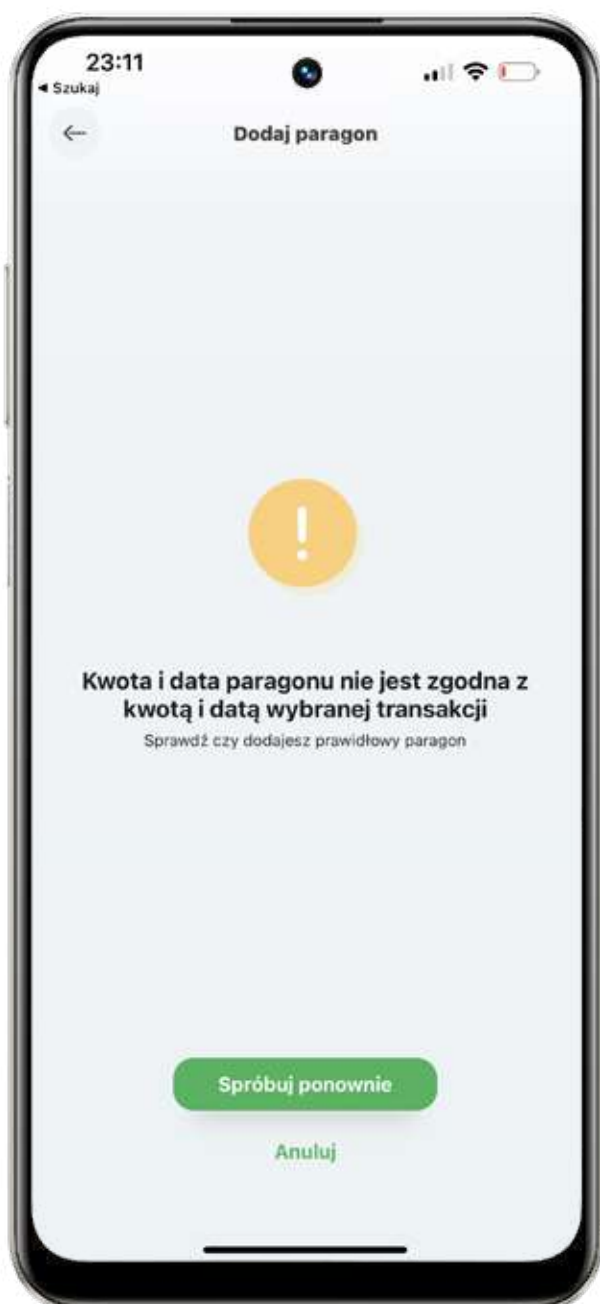 23:11
◀ Szukaj
Dodaj paragon
Kwota i data paragonu nie jest zgodna z
kwotą i datą wybranej transakcji
Sprawdź czy dodajesz prawidłowy paragon
Spróbuj ponownie
Anuluj